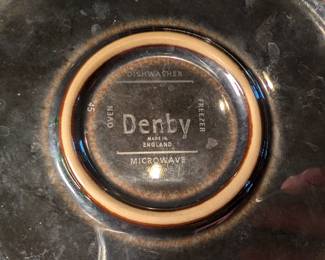 DISHWASHER
OVEN
FREEZER
Denby
MADE IN
ENGLAND
MICROWAVE